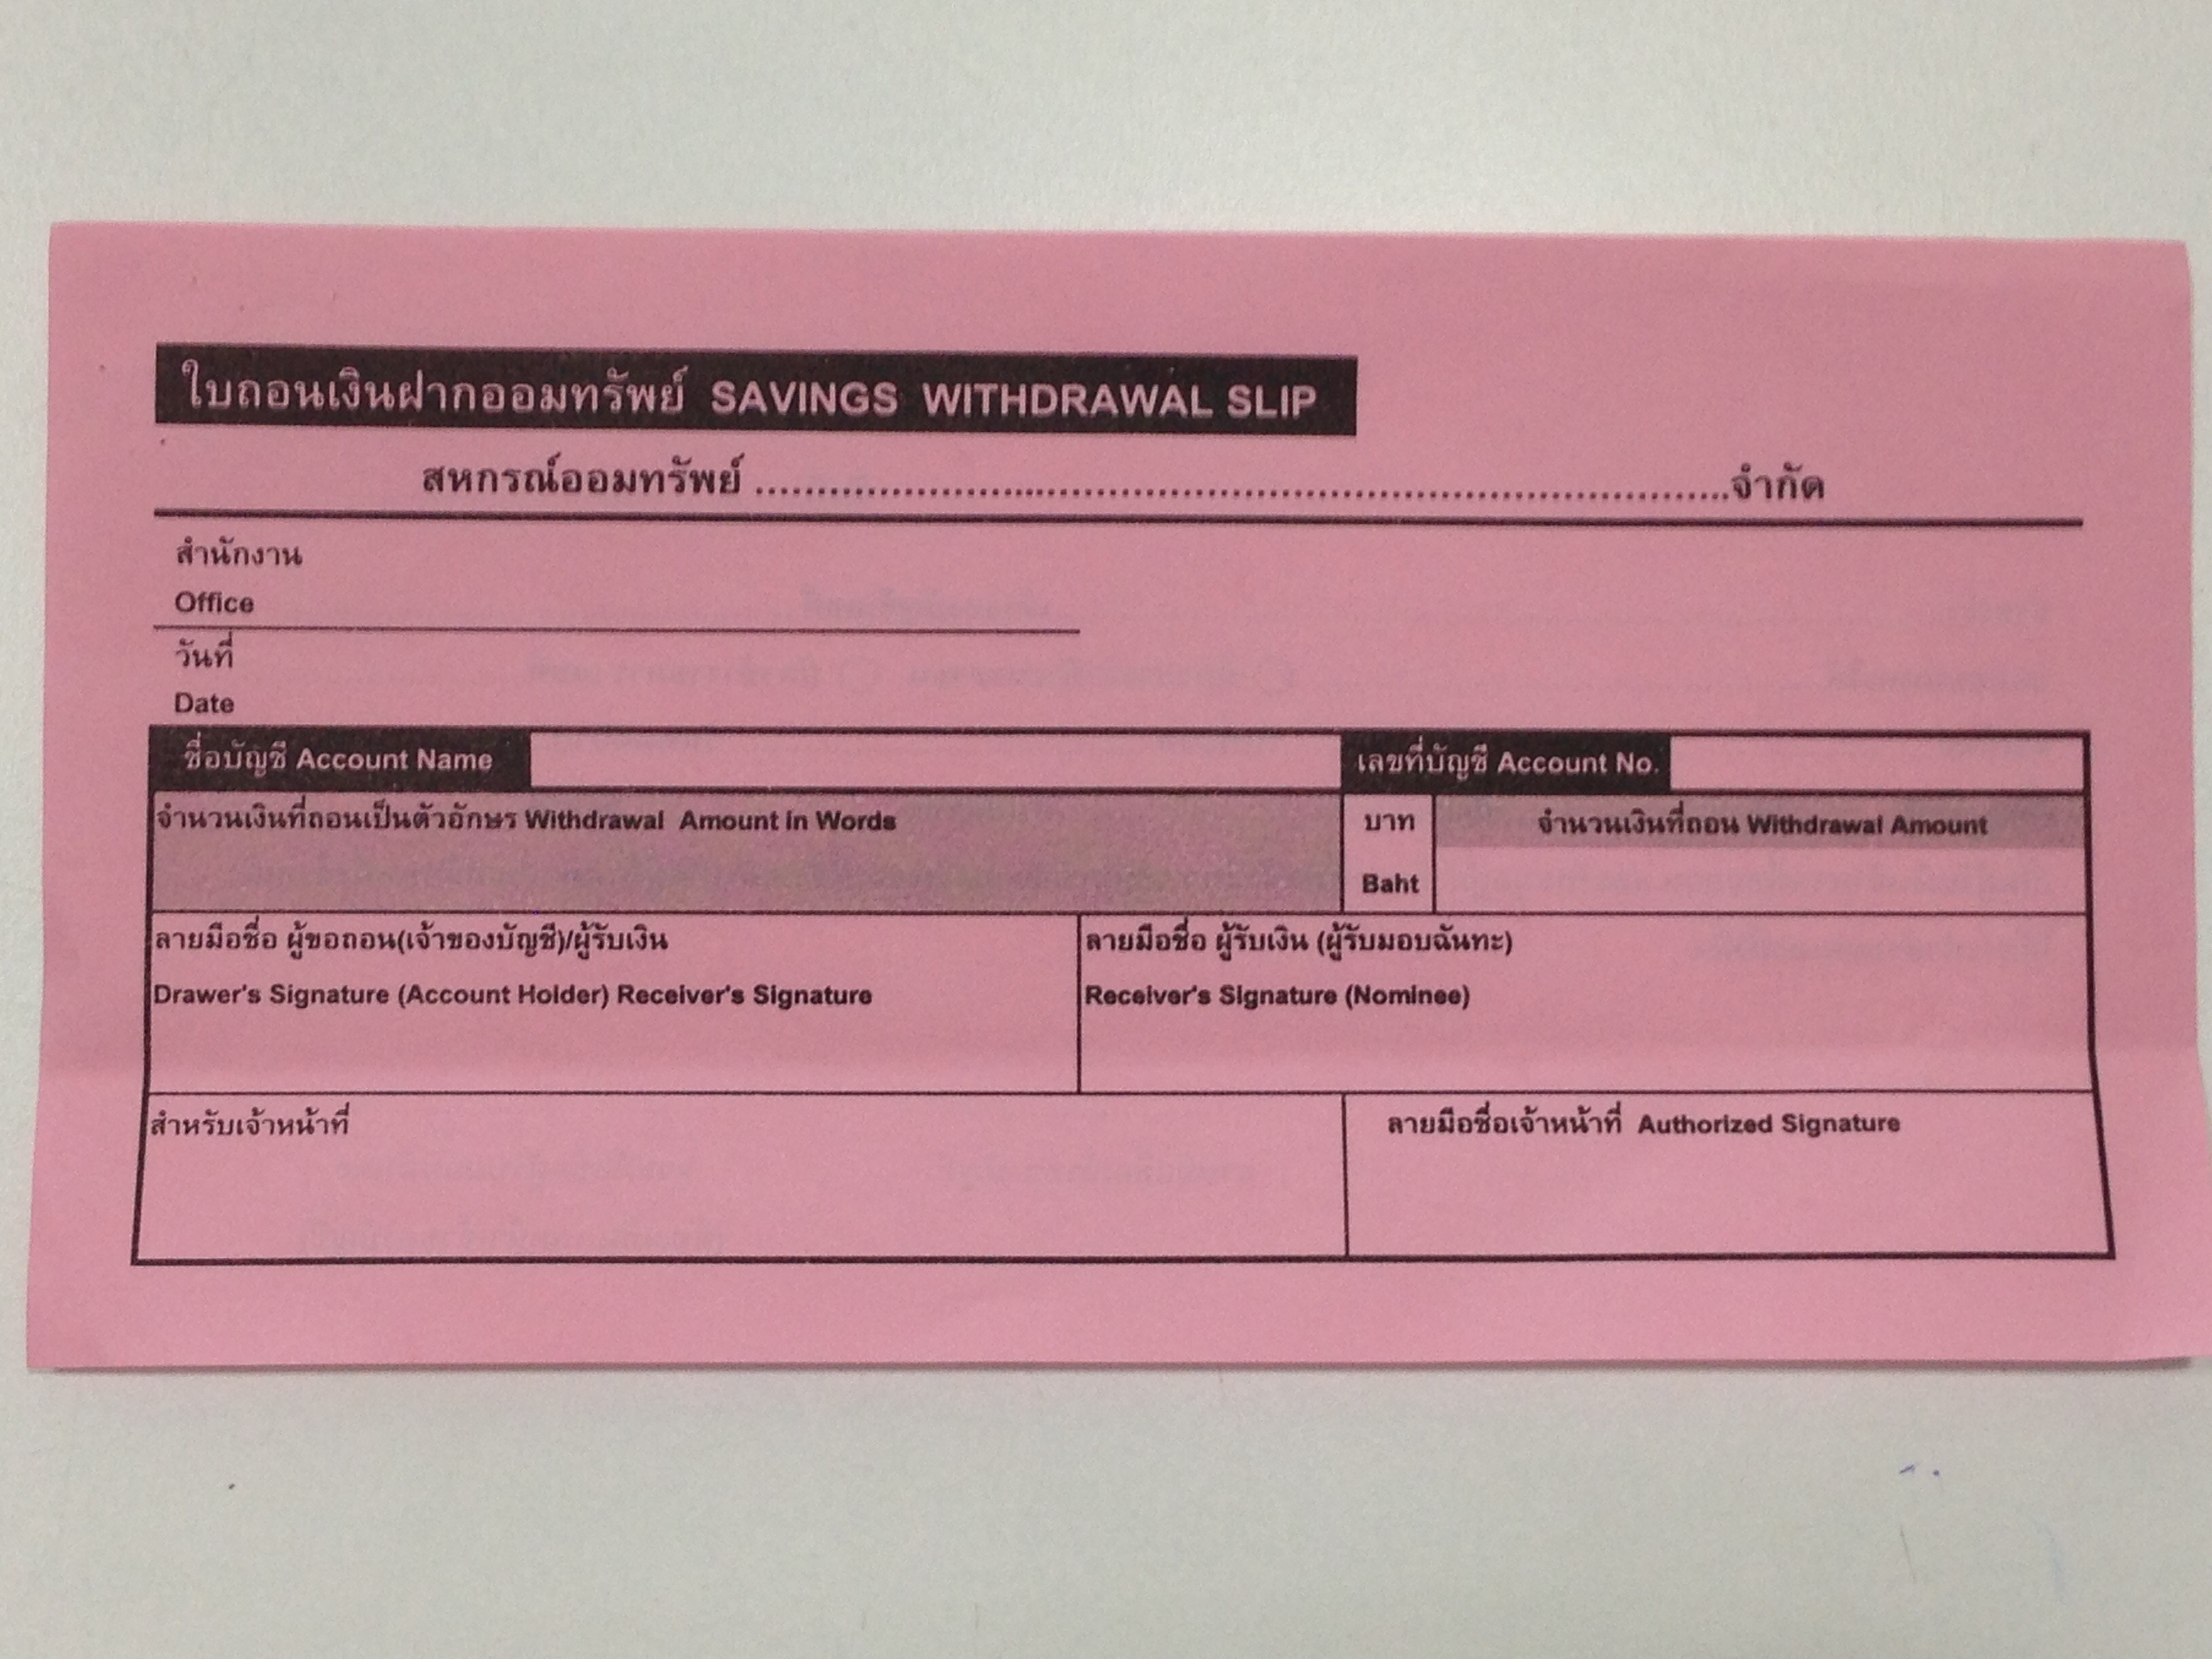 ใบถอนเงินฝากออมทรัพย์ SAVINGS WITHDRAWAL SLIP
สหกรณ์ออมทรัพย์ ........................................................................................จำกัด
สำนักงาน
Office
วันที่
Date
ชื่อบัญชี Account Name
เลขที่บัญชี Account No.
จำนวนเงินที่ถอนเป็นตัวอักษร Withdrawal Amount in Words
บาท
Baht
จำนวนเงินที่ถอน Withdrawal Amount
ลายมือชื่อ ผู้ขอถอน(เจ้าของบัญชี)/ผู้รับเงิน
Drawer's Signature (Account Holder) Receiver's Signature
ลายมือชื่อ ผู้รับเงิน (ผู้รับมอบฉันทะ)
Receiver's Signature (Nominee)
สำหรับเจ้าหน้าที่
ลายมือชื่อเจ้าหน้าที่ Authorized Signature